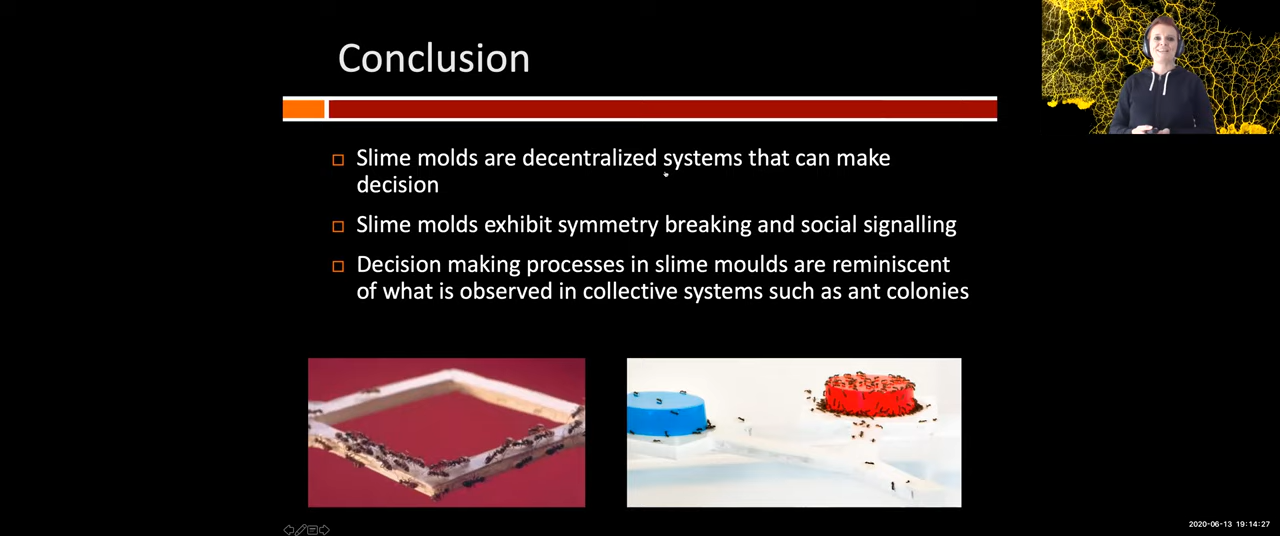 Conclusion
Slime molds are decentralized systems that can make
decision
Slime molds exhibit symmetry breaking and social signalling
Decision making processes in slime moulds are reminiscent
of what is observed in collective systems such as ant colonies
2020-06-13 19:14:27